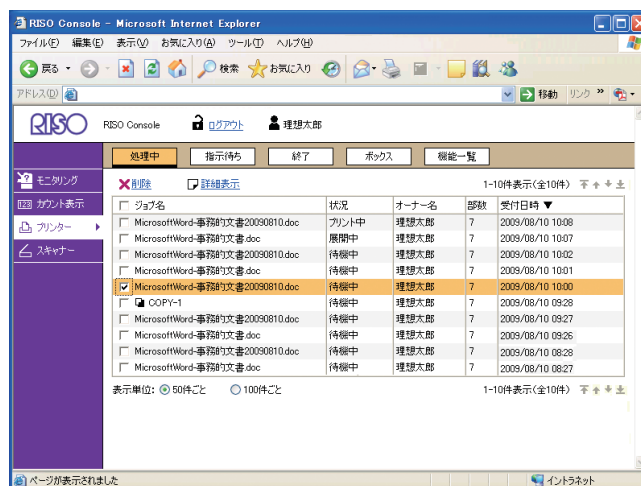 RISO Console - Microsoft Internet Explorer
ファイル(F) 編集(E) 表示(V) お気に入り(A) ツール(T) ヘルプ(H)
戻る 検索 お気に入り
アドレス(D) 移動 リンク »
RISO RISO Console ログアウト 理想太郎
処理中 指示待ち 終了 ボックス 機能一覧
モニタリング
123 カウント表示
プリンター
スキャナー
削除 詳細表示 1-10件表示(全10件)
ジョブ名 状況 オーナー名 部数 受付日時 ▼
MicrosoftWord-事務的文書20090810.doc プリント中 理想太郎 7 2009/08/10 10:08
MicrosoftWord-事務的文書.doc 展開中 理想太郎 7 2009/08/10 10:07
MicrosoftWord-事務的文書20090810.doc 待機中 理想太郎 7 2009/08/10 10:02
MicrosoftWord-事務的文書.doc 待機中 理想太郎 7 2009/08/10 10:01
MicrosoftWord-事務的文書20090810.doc 待機中 理想太郎 7 2009/08/10 10:00
COPY-1 待機中 理想太郎 7 2009/08/10 09:28
MicrosoftWord-事務的文書20090810.doc 待機中 理想太郎 7 2009/08/10 09:27
MicrosoftWord-事務的文書.doc 待機中 理想太郎 7 2009/08/10 09:26
MicrosoftWord-事務的文書20090810.doc 待機中 理想太郎 7 2009/08/10 08:28
MicrosoftWord-事務的文書.doc 待機中 理想太郎 7 2009/08/10 08:27
表示単位: 50件ごと 100件ごと 1-10件表示(全10件)
ページが表示されました イントラネット